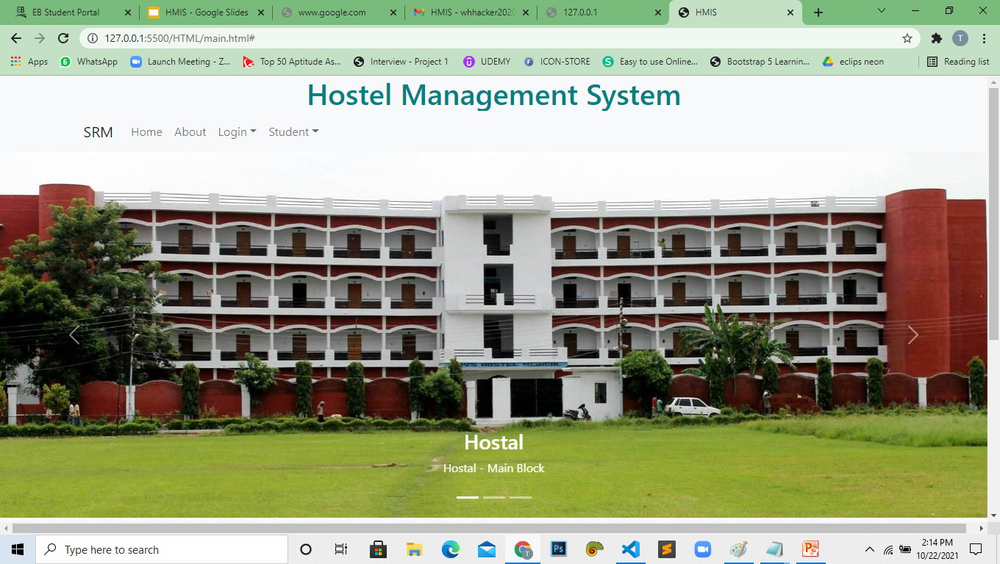 EB Student Portal
HMIS - Google Slides
www.google.com
HMIS - whhacker2020
127.0.0.1
HMIS
127.0.0.1:5500/HTML/main.html#
T
Apps
WhatsApp
Launch Meeting - Z...
Top 50 Aptitude As...
Interview - Project 1
UDEMY
ICON-STORE
Easy to use Online...
Bootstrap 5 Learnin...
eclips neon
Reading list
Hostel Management System
SRM
Home
About
Login
Student
HOSTEL MEDICAL
Hostal
Hostal - Main Block
Type here to search
2:14 PM
10/22/2021